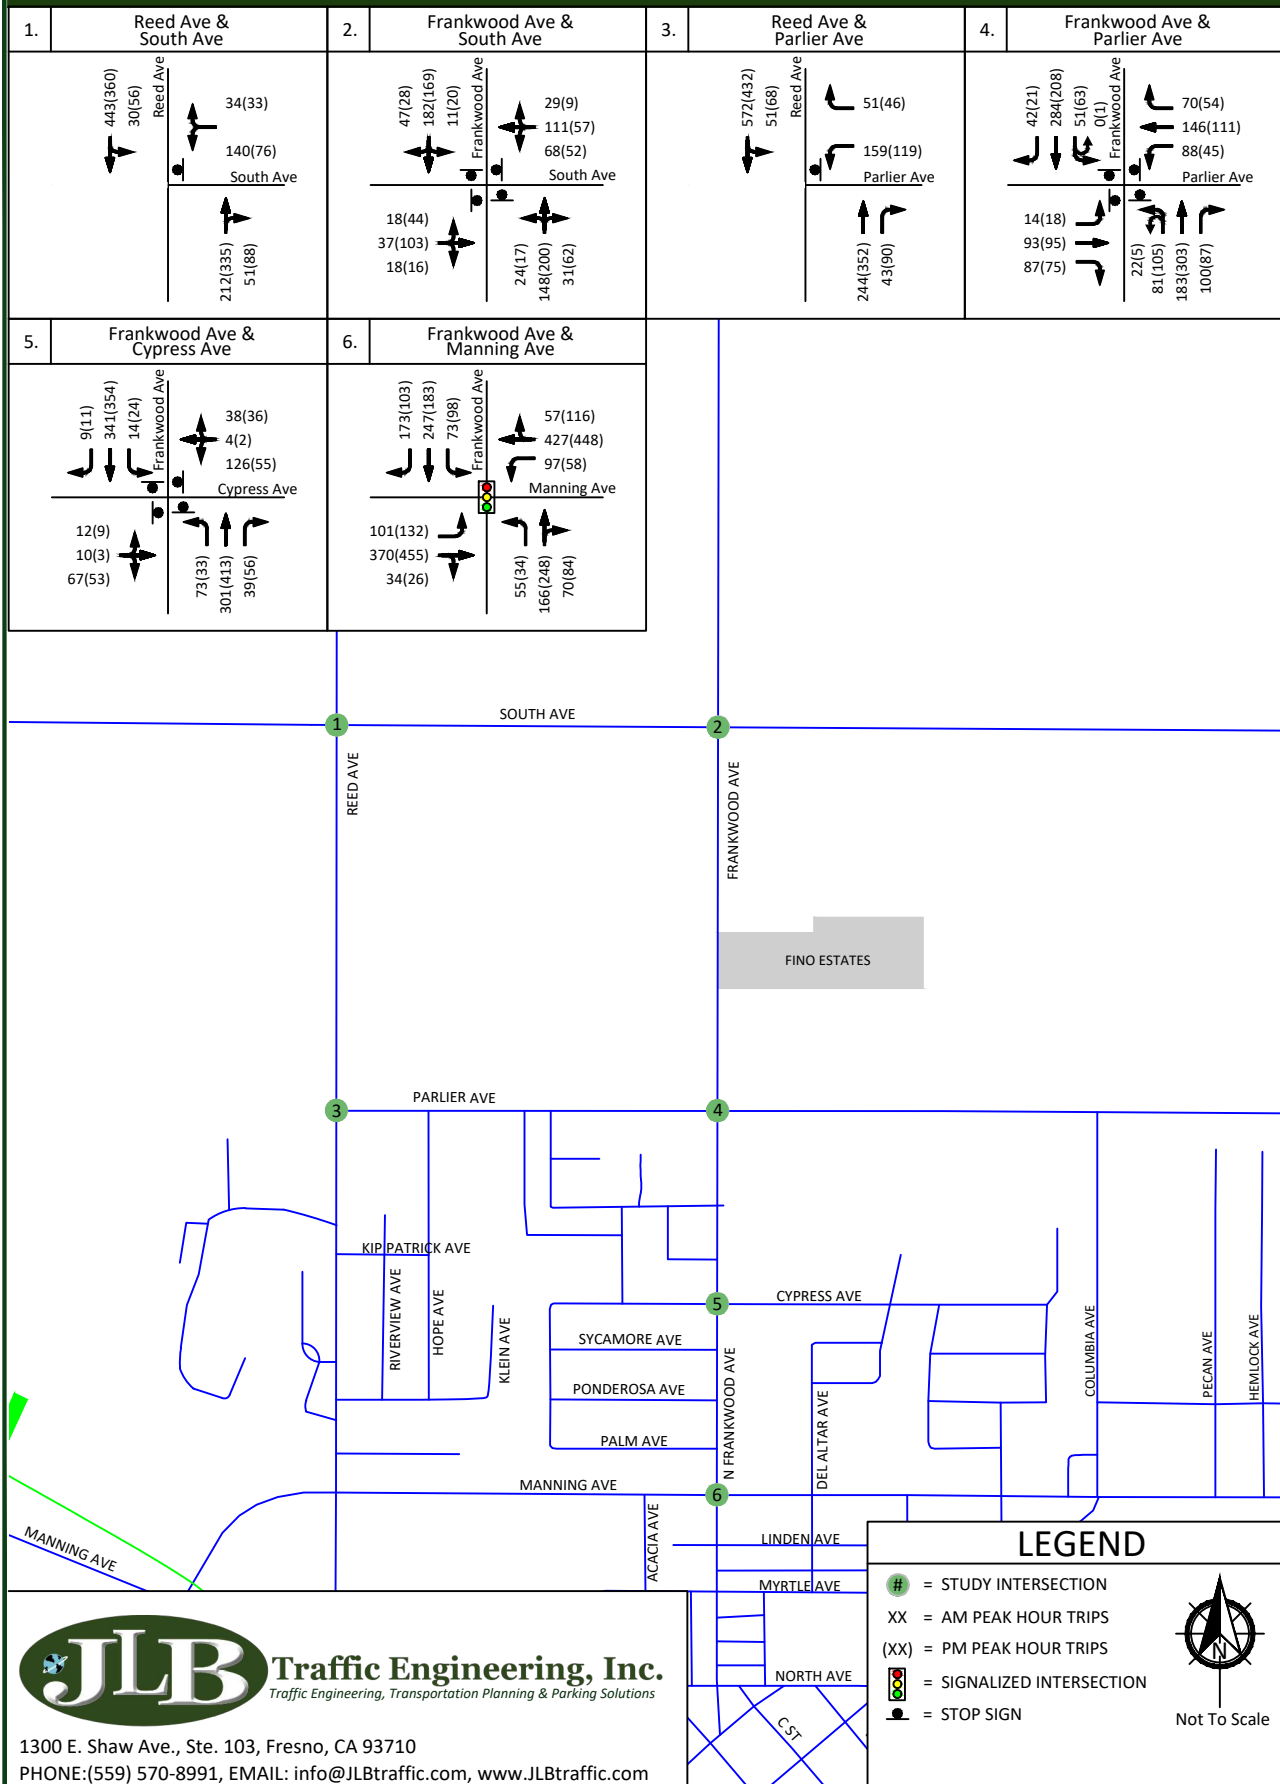 1.
Reed Ave &
South Ave
443(360)
30(56)
Reed Ave
34(33)
140(76)
South Ave
212(335)
51(88)
2.
Frankwood Ave &
South Ave
47(28)
182(169)
11(20)
Frankwood Ave
29(9)
111(57)
68(52)
South Ave
18(44)
37(103)
18(16)
24(17)
148(200)
31(62)
3.
Reed Ave &
Parlier Ave
572(432)
51(68)
Reed Ave
51(46)
159(119)
Parlier Ave
244(352)
43(90)
4.
Frankwood Ave &
Parlier Ave
42(21)
284(208)
51(63)
0(1)
Frankwood Ave
70(54)
146(111)
88(45)
Parlier Ave
14(18)
93(95)
87(75)
22(5)
81(105)
183(303)
100(87)
5.
Frankwood Ave &
Cypress Ave
9(11)
341(354)
14(24)
Frankwood Ave
38(36)
4(2)
126(55)
Cypress Ave
12(9)
10(3)
67(53)
73(33)
301(413)
39(56)
6.
Frankwood Ave &
Manning Ave
173(103)
247(183)
73(98)
Frankwood Ave
57(116)
427(448)
97(58)
Manning Ave
101(132)
370(455)
34(26)
55(34)
166(248)
70(84)
SOUTH AVE
1
2
REED AVE
FRANKWOOD AVE
FINO ESTATES
PARLIER AVE
3
4
KIP PATRICK AVE
RIVERVIEW AVE
HOPE AVE
KLEIN AVE
5
CYPRESS AVE
SYCAMORE AVE
PONDEROSA AVE
PALM AVE
N FRANKWOOD AVE
DEL ALTAR AVE
COLUMBIA AVE
PECAN AVE
HEMLOCK AVE
MANNING AVE
6
MANNING AVE
ACACIA AVE
LINDEN AVE
MYRTLE AVE
NORTH AVE
C ST
LEGEND
# = STUDY INTERSECTION
XX = AM PEAK HOUR TRIPS
(XX) = PM PEAK HOUR TRIPS
= SIGNALIZED INTERSECTION
= STOP SIGN
N
Not To Scale
JLB
Traffic Engineering, Inc.
Traffic Engineering, Transportation Planning & Parking Solutions
1300 E. Shaw Ave., Ste. 103, Fresno, CA 93710
PHONE:(559) 570-8991, EMAIL: info@JLBtraffic.com, www.JLBtraffic.com